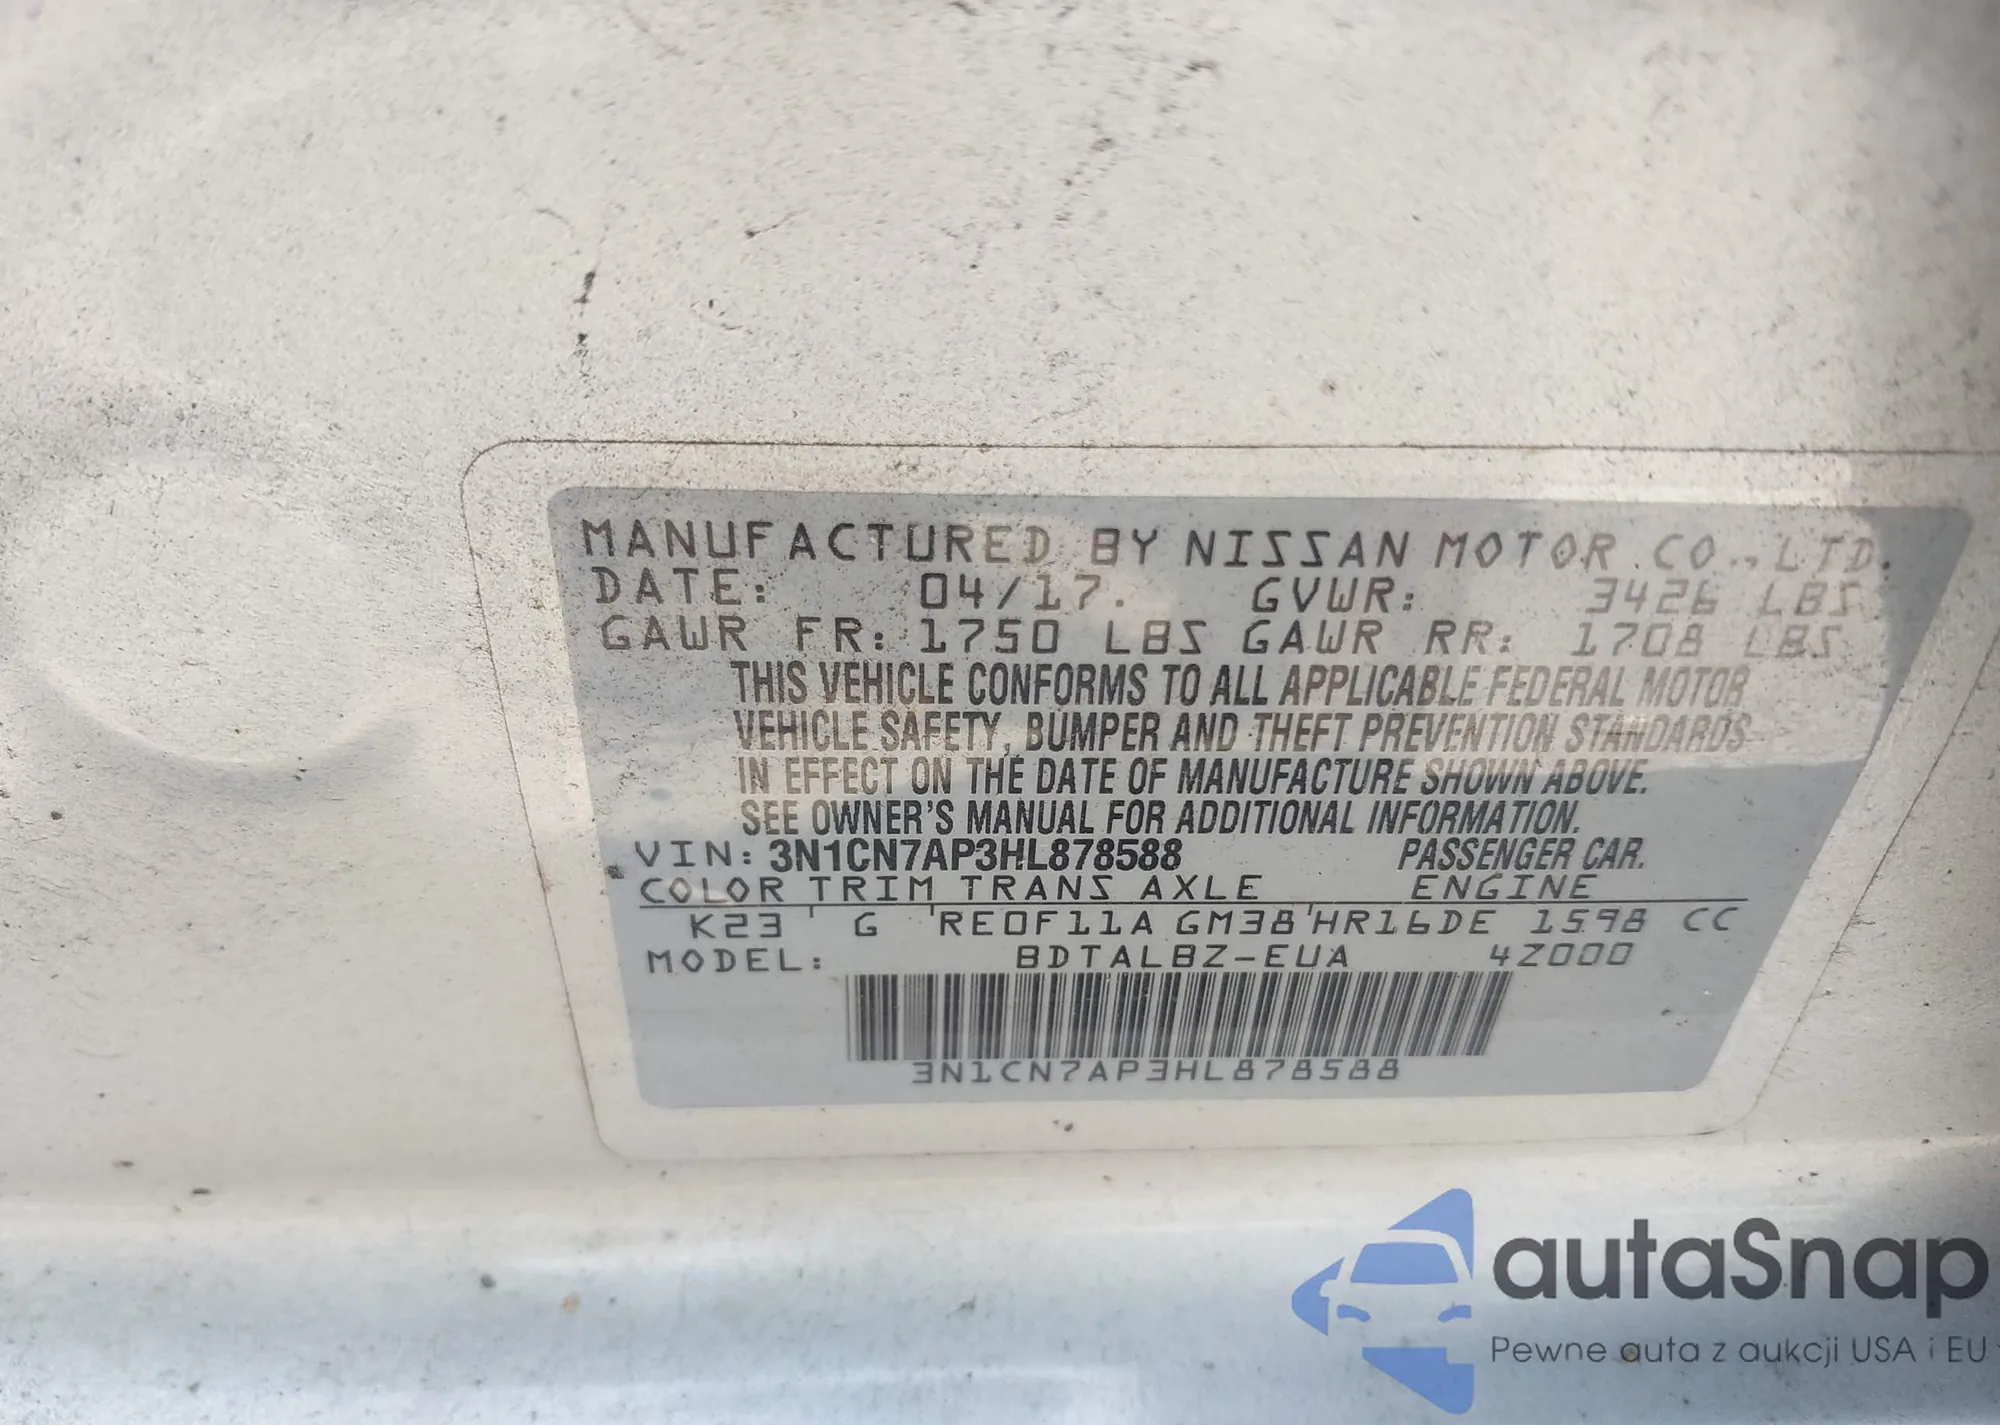 MANUFACTURED BY NISSAN MOTOR CO., LTD.
DATE: 04/17. GVWR: 3426 LBS
GAWR FR: 1750 LBS GAWR RR: 1708 LBS
THIS VEHICLE CONFORMS TO ALL APPLICABLE FEDERAL MOTOR
VEHICLE SAFETY, BUMPER AND THEFT PREVENTION STANDARDS
IN EFFECT ON THE DATE OF MANUFACTURE SHOWN ABOVE.
SEE OWNER'S MANUAL FOR ADDITIONAL INFORMATION.
VIN: 3N1CN7AP3HL878588 PASSENGER CAR.
COLOR TRIM TRANS AXLE ENGINE
K23 G RE0F11A GM38 HR16DE 1598 CC
MODEL: BDTALBZ-EUA 4Z000
3N1CN7AP3HL878588
autaSnap
Pewne auta z aukcji USA i EU